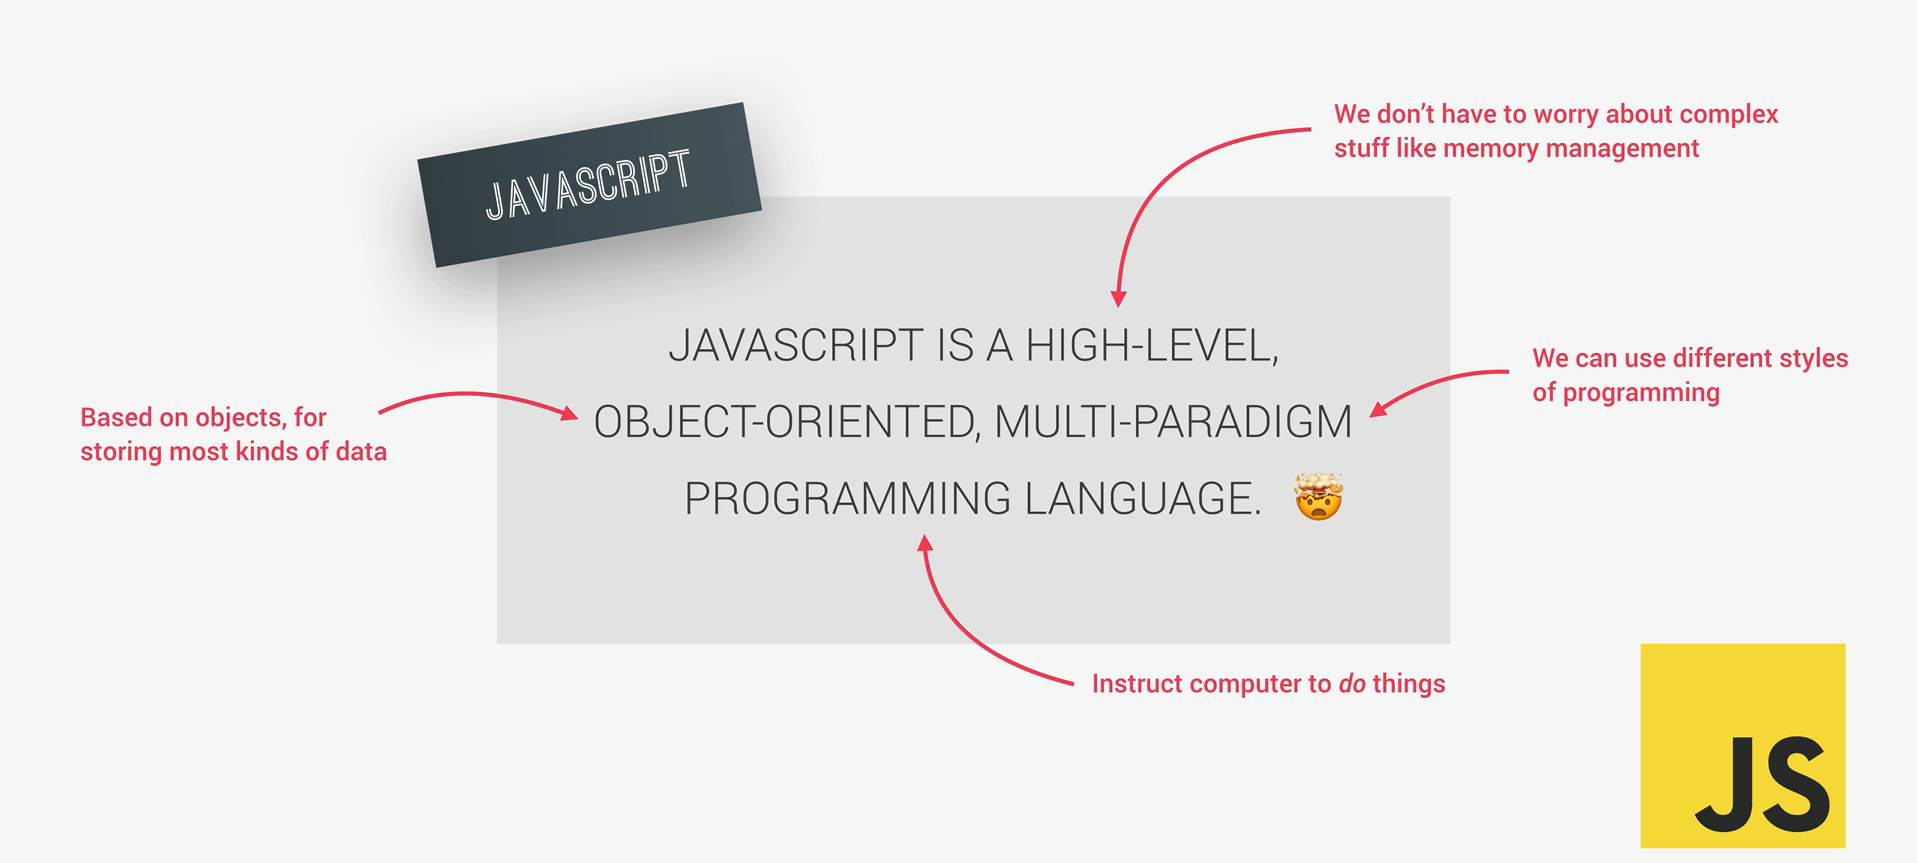 JAVASCRIPT
We don’t have to worry about complex
stuff like memory management
JAVASCRIPT IS A HIGH-LEVEL,
OBJECT-ORIENTED, MULTI-PARADIGM
PROGRAMMING LANGUAGE. 🤯
We can use different styles
of programming
Based on objects, for
storing most kinds of data
Instruct computer to do things
JS